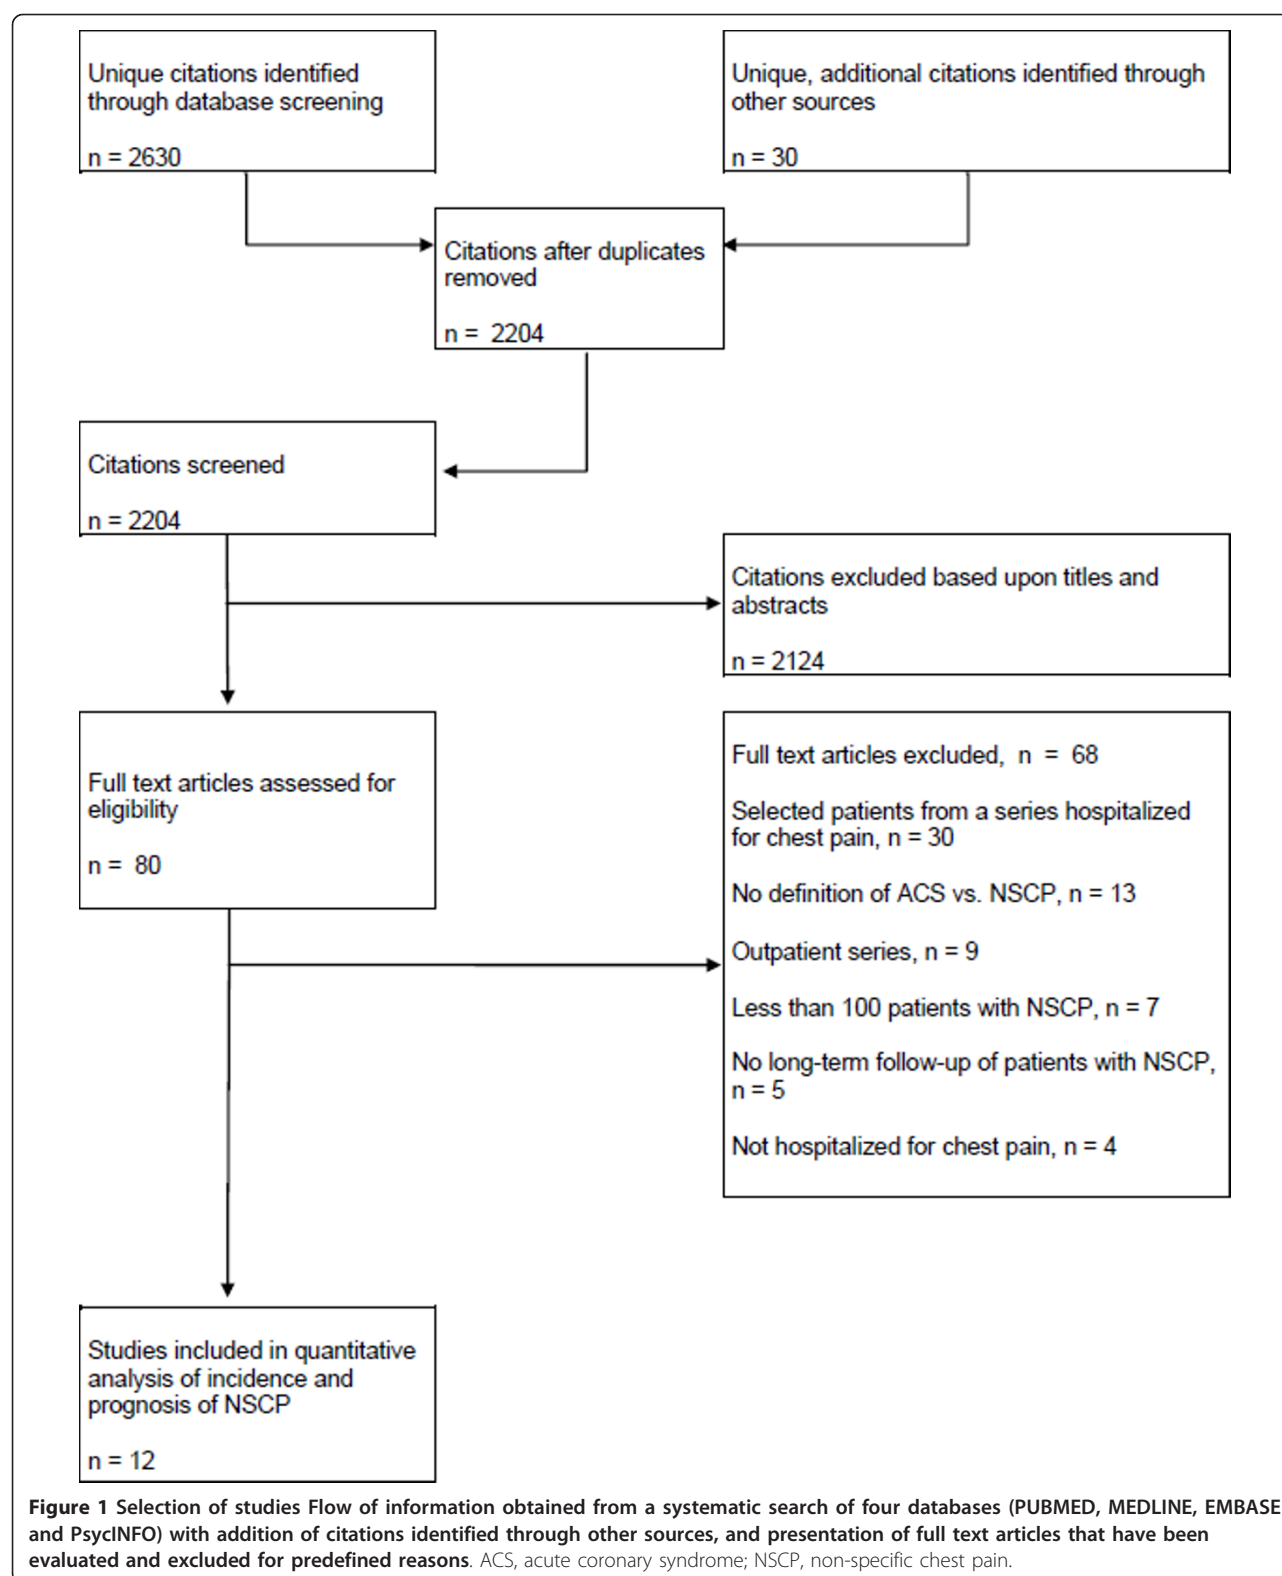 Unique citations identified
through database screening
n = 2630
Unique, additional citations identified through
other sources
n = 30
Citations after duplicates
removed
n = 2204
Citations screened
n = 2204
Citations excluded based upon titles and
abstracts
n = 2124
Full text articles assessed for
eligibility
n = 80
Full text articles excluded, n = 68
Selected patients from a series hospitalized
for chest pain, n = 30
No definition of ACS vs. NSCP, n = 13
Outpatient series, n = 9
Less than 100 patients with NSCP, n = 7
No long-term follow-up of patients with NSCP,
n = 5
Not hospitalized for chest pain, n = 4
Studies included in quantitative
analysis of incidence and
prognosis of NSCP
n = 12
Figure 1 Selection of studies Flow of information obtained from a systematic search of four databases (PUBMED, MEDLINE, EMBASE
and PsycINFO) with addition of citations identified through other sources, and presentation of full text articles that have been
evaluated and excluded for predefined reasons. ACS, acute coronary syndrome; NSCP, non-specific chest pain.